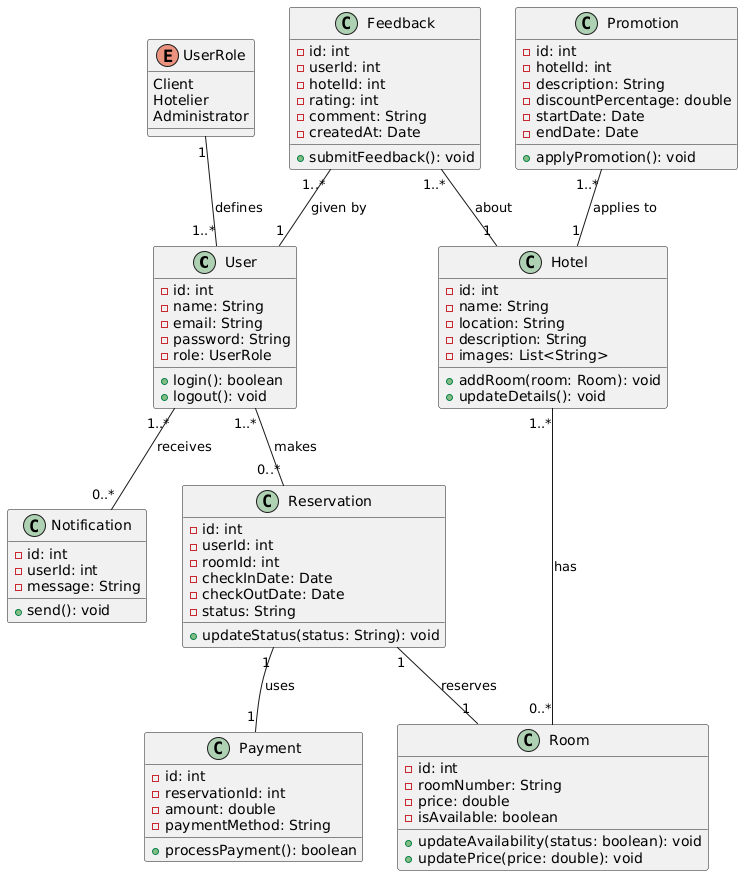 E UserRole
Client
Hotelier
Administrator
C Feedback
id: int
userId: int
hotelId: int
rating: int
comment: String
createdAt: Date
submitFeedback(): void
C Promotion
id: int
hotelId: int
description: String
discountPercentage: double
startDate: Date
endDate: Date
applyPromotion(): void
1
defines
1..*
1..*
given by
1
1..*
about
1
1..*
applies to
1
C User
id: int
name: String
email: String
password: String
role: UserRole
login(): boolean
logout(): void
C Hotel
id: int
name: String
location: String
description: String
images: List<String>
addRoom(room: Room): void
updateDetails(): void
1..*
receives
0..*
1..*
makes
0..*
1..*
has
0..*
C Notification
id: int
userId: int
message: String
send(): void
C Reservation
id: int
userId: int
roomId: int
checkInDate: Date
checkOutDate: Date
status: String
updateStatus(status: String): void
1
uses
1
1
reserves
1
C Payment
id: int
reservationId: int
amount: double
paymentMethod: String
processPayment(): boolean
C Room
id: int
roomNumber: String
price: double
isAvailable: boolean
updateAvailability(status: boolean): void
updatePrice(price: double): void